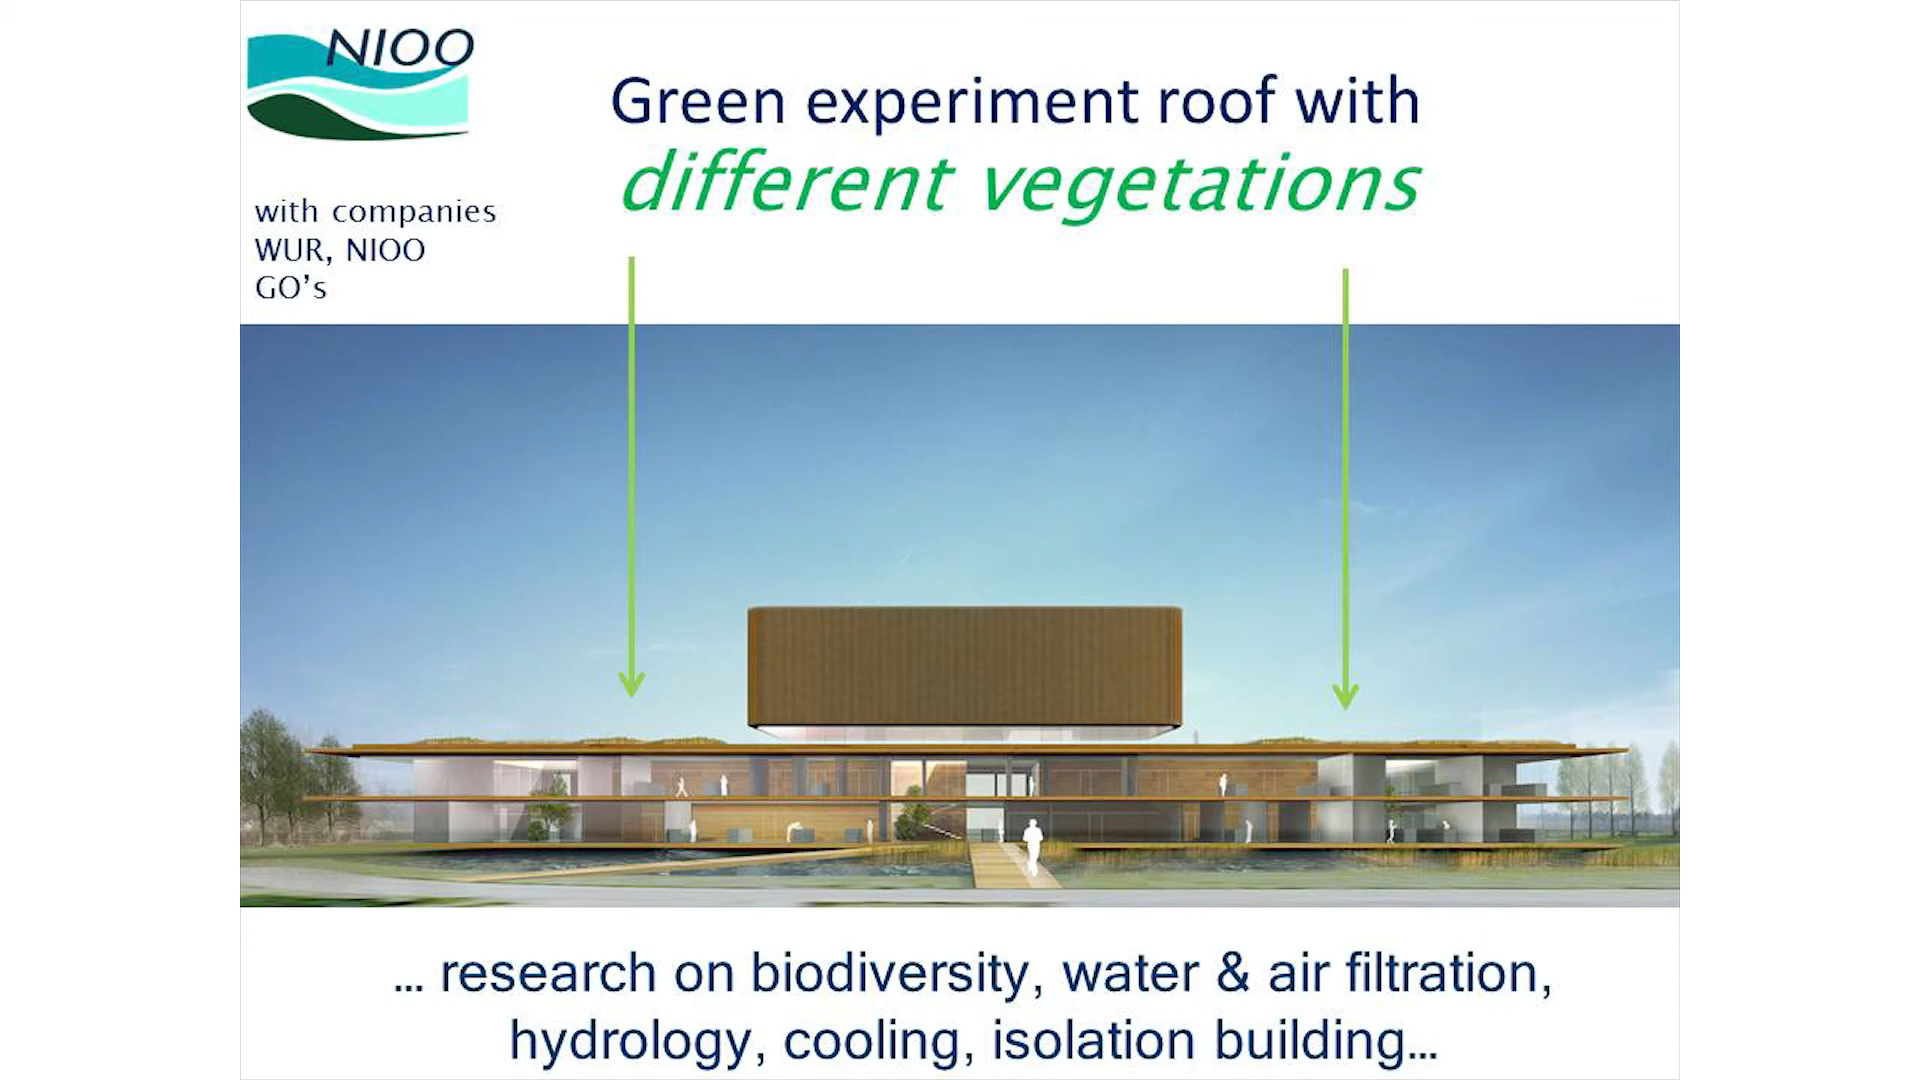 NIOO
Green experiment roof with
different vegetations
with companies
WUR, NIOO
GO's
... research on biodiversity, water & air filtration,
hydrology, cooling, isolation building...